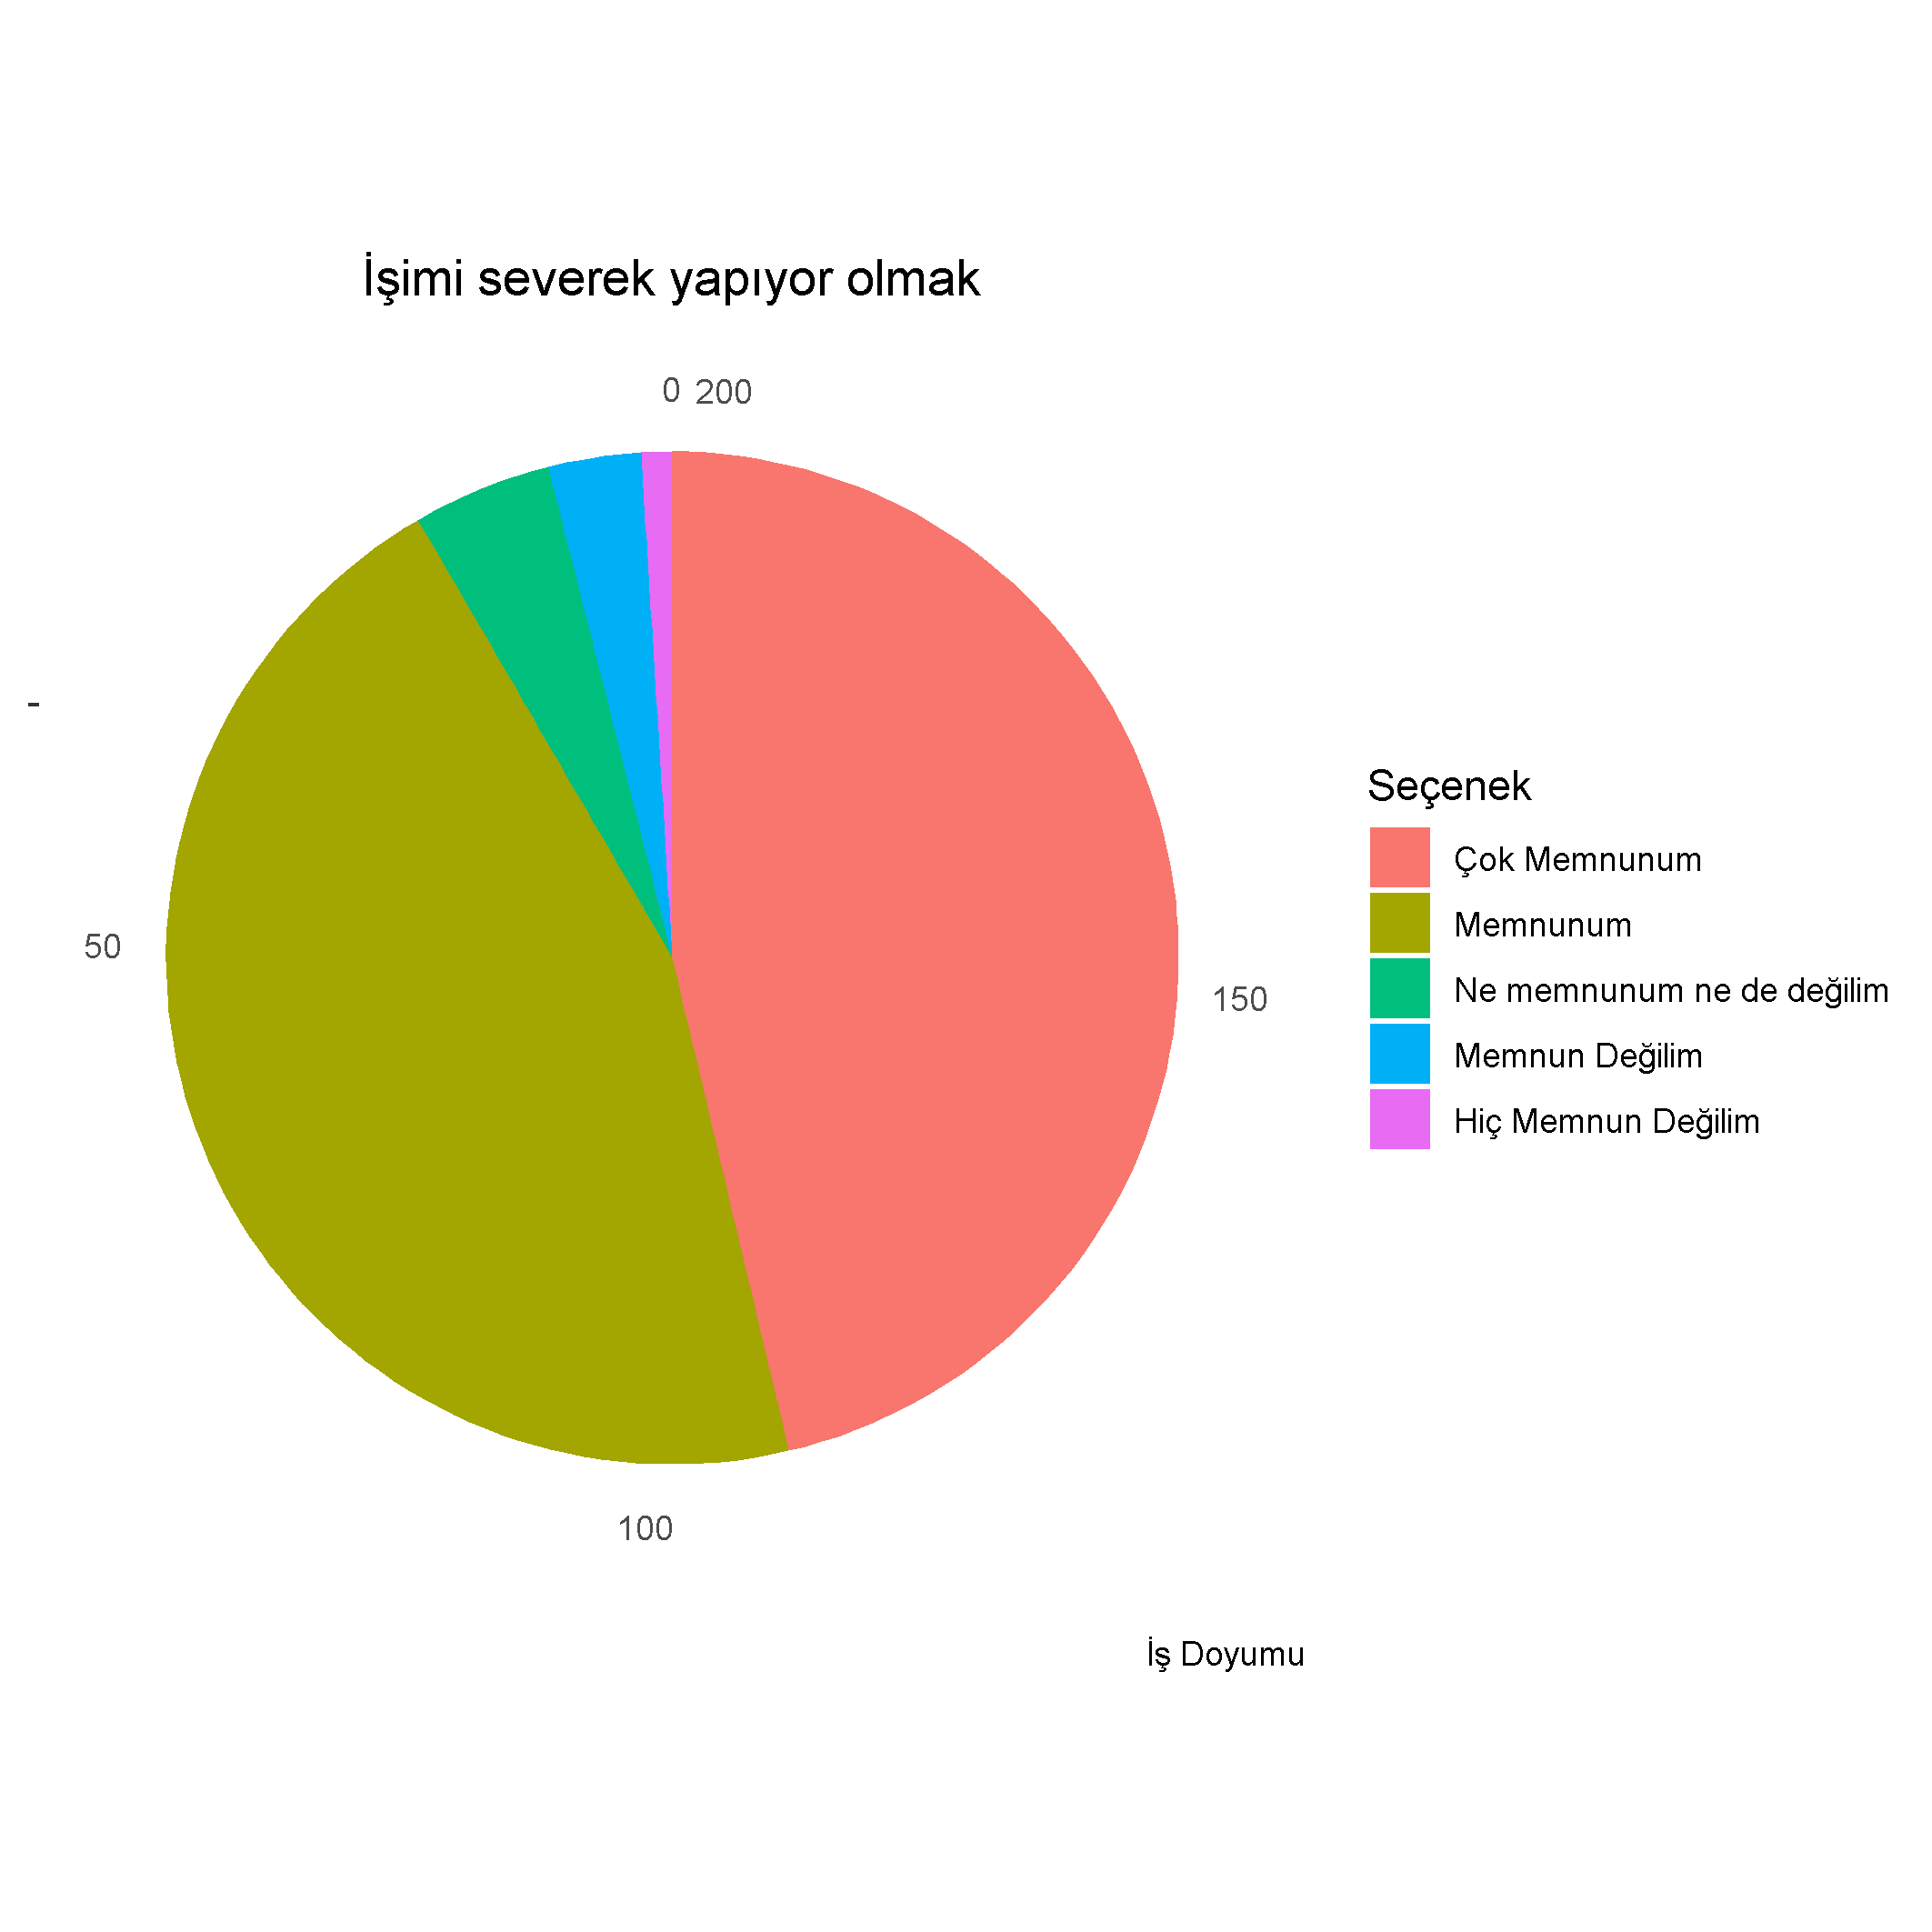 İşimi severek yapıyor olmak
0 200
-
50
150
100
Seçenek
Çok Memnunum
Memnunum
Ne memnunum ne de değilim
Memnun Değilim
Hiç Memnun Değilim
İş Doyumu